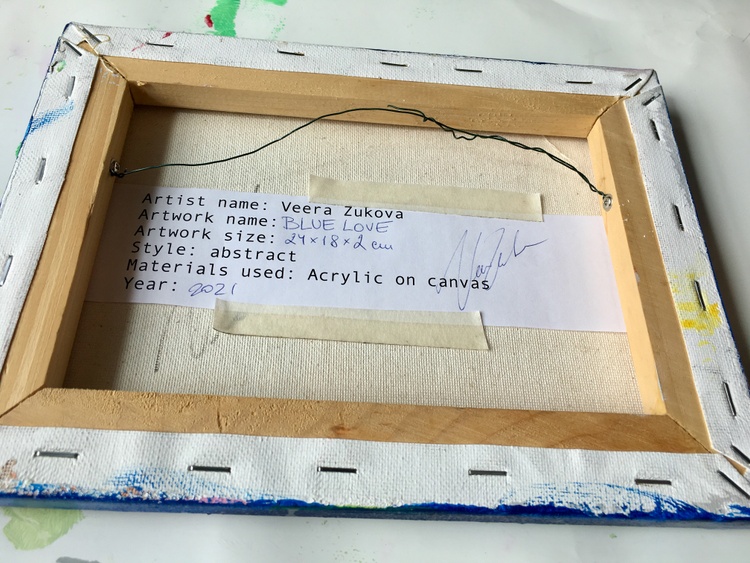 Artist name: Veera Zukova
Artwork name: BLUE LOVE
Artwork size: 24×18×2 cm
Style: abstract
Materials used: Acrylic on canvas
Year: 2021